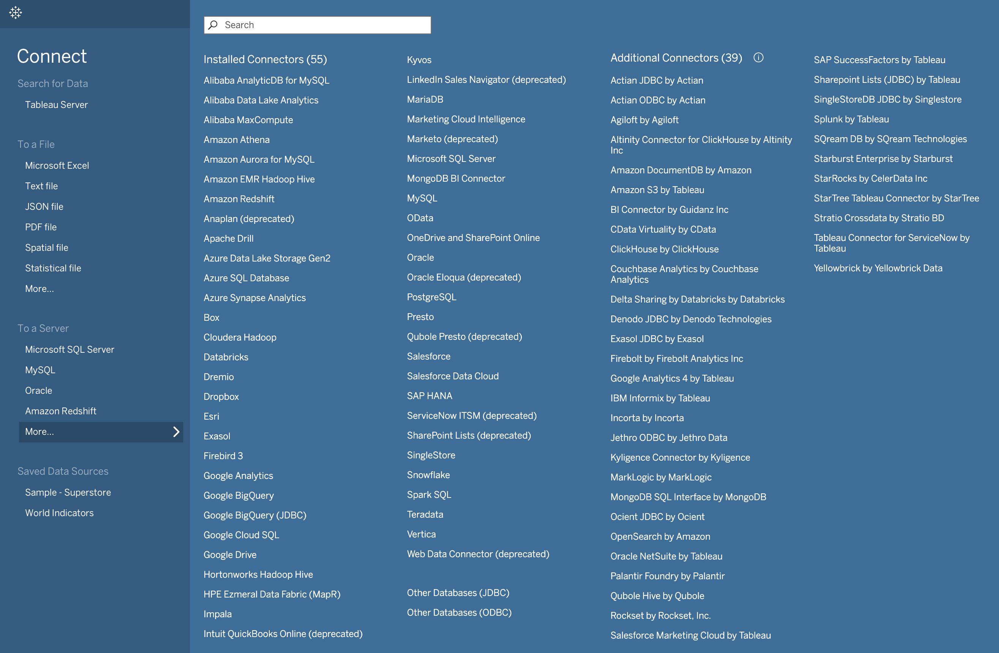 Connect
Search for Data
Tableau Server
To a File
Microsoft Excel
Text file
JSON file
PDF file
Spatial file
Statistical file
More...
To a Server
Microsoft SQL Server
MySQL
Oracle
Amazon Redshift
More...
Saved Data Sources
Sample - Superstore
World Indicators
Search
Installed Connectors (55)
Alibaba AnalyticDB for MySQL
Alibaba Data Lake Analytics
Alibaba MaxCompute
Amazon Athena
Amazon Aurora for MySQL
Amazon EMR Hadoop Hive
Amazon Redshift
Anaplan (deprecated)
Apache Drill
Azure Data Lake Storage Gen2
Azure SQL Database
Azure Synapse Analytics
Box
Cloudera Hadoop
Databricks
Dremio
Dropbox
Esri
Exasol
Firebird 3
Google Analytics
Google BigQuery
Google BigQuery (JDBC)
Google Cloud SQL
Google Drive
Hortonworks Hadoop Hive
HPE Ezmeral Data Fabric (MapR)
Impala
Intuit QuickBooks Online (deprecated)
Kyvos
LinkedIn Sales Navigator (deprecated)
MariaDB
Marketing Cloud Intelligence
Marketo (deprecated)
Microsoft SQL Server
MongoDB BI Connector
MySQL
OData
OneDrive and SharePoint Online
Oracle
Oracle Eloqua (deprecated)
PostgreSQL
Presto
Qubole Presto (deprecated)
Salesforce
Salesforce Data Cloud
SAP HANA
ServiceNow ITSM (deprecated)
SharePoint Lists (deprecated)
SingleStore
Snowflake
Spark SQL
Teradata
Vertica
Web Data Connector (deprecated)
Other Databases (JDBC)
Other Databases (ODBC)
Additional Connectors (39)
Actian JDBC by Actian
Actian ODBC by Actian
Agiloft by Agiloft
Altinity Connector for ClickHouse by Altinity
Inc
Amazon DocumentDB by Amazon
Amazon S3 by Tableau
BI Connector by Guidanz Inc
CData Virtuality by CData
ClickHouse by ClickHouse
Couchbase Analytics by Couchbase
Analytics
Delta Sharing by Databricks by Databricks
Denodo JDBC by Denodo Technologies
Exasol JDBC by Exasol
Firebolt by Firebolt Analytics Inc
Google Analytics 4 by Tableau
IBM Informix by Tableau
Incorta by Incorta
Jethro ODBC by Jethro Data
Kyligence Connector by Kyligence
MarkLogic by MarkLogic
MongoDB SQL Interface by MongoDB
Ocient JDBC by Ocient
OpenSearch by Amazon
Oracle NetSuite by Tableau
Palantir Foundry by Palantir
Qubole Hive by Qubole
Rockset by Rockset, Inc.
Salesforce Marketing Cloud by Tableau
SAP SuccessFactors by Tableau
Sharepoint Lists (JDBC) by Tableau
SingleStoreDB JDBC by Singlestore
Splunk by Tableau
SQream DB by SQream Technologies
Starburst Enterprise by Starburst
StarRocks by CelerData Inc
StarTree Tableau Connector by StarTree
Stratio Crossdata by Stratio BD
Tableau Connector for ServiceNow by
Tableau
Yellowbrick by Yellowbrick Data